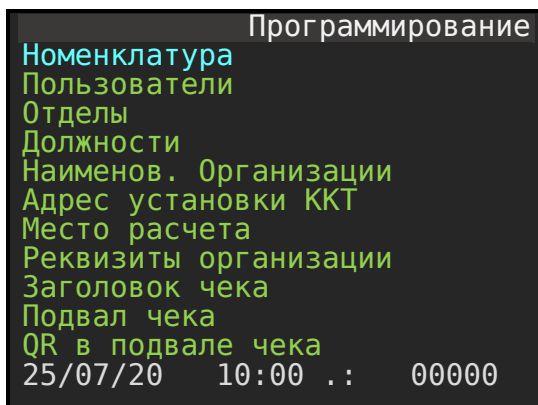 Программирование
Номенклатура
Пользователи
Отделы
Должности
Наименов. Организации
Адрес установки ККТ
Место расчета
Реквизиты организации
Заголовок чека
Подвал чека
QR в подвале чека
25/07/20 10:00 .: 00000